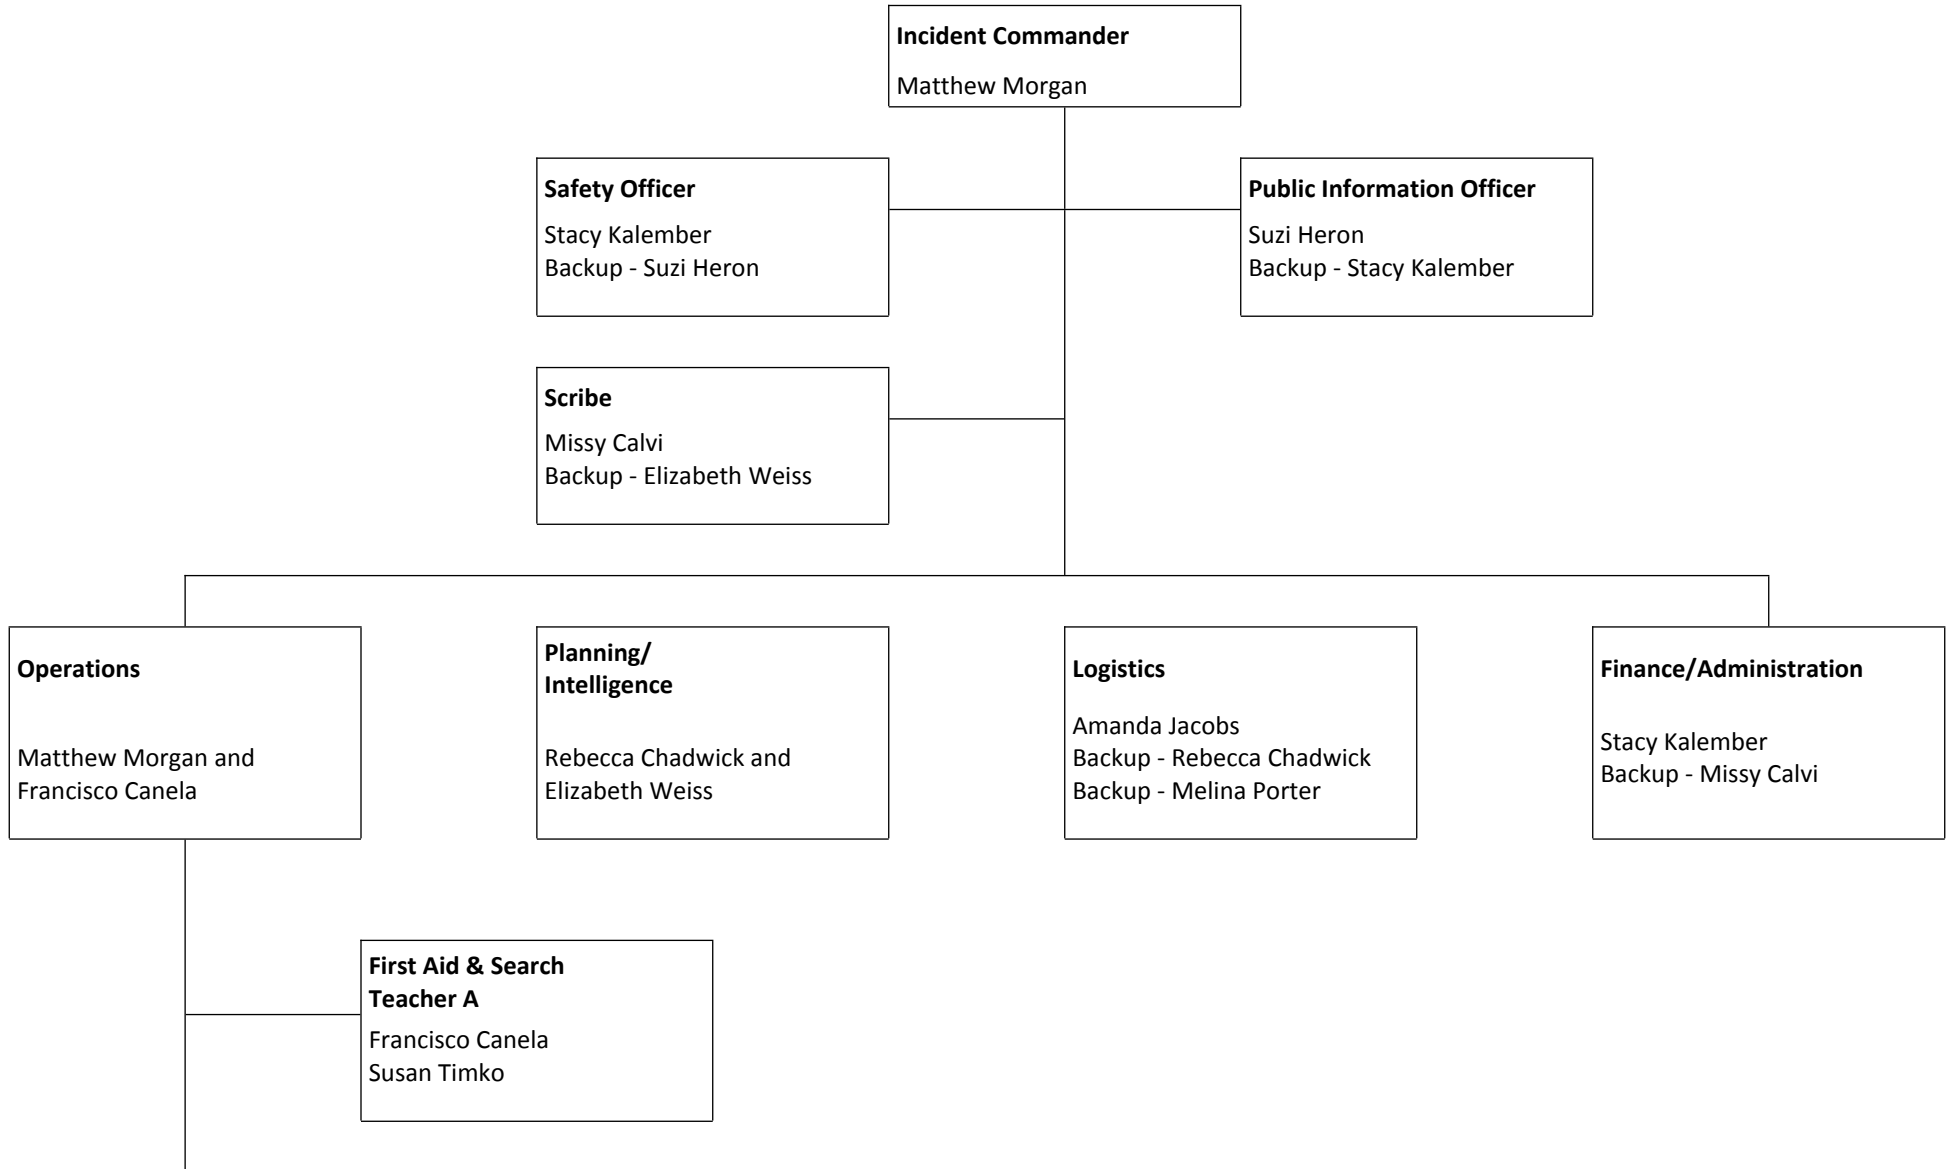 Incident Commander
Matthew Morgan
Safety Officer
Stacy Kalember
Backup - Suzi Heron
Public Information Officer
Suzi Heron
Backup - Stacy Kalember
Scribe
Missy Calvi
Backup - Elizabeth Weiss
Operations
Matthew Morgan and
Francisco Canela
Planning/
Intelligence
Rebecca Chadwick and
Elizabeth Weiss
Logistics
Amanda Jacobs
Backup - Rebecca Chadwick
Backup - Melina Porter
Finance/Administration
Stacy Kalember
Backup - Missy Calvi
First Aid & Search
Teacher A
Francisco Canela
Susan Timko